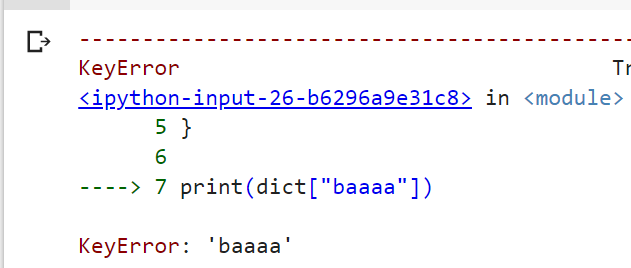 ---------------------------------------------
KeyError Tr
<ipython-input-26-b6296a9e31c8> in <module>
5 }
6
----> 7 print(dict["baaaa"])
KeyError: 'baaaa'